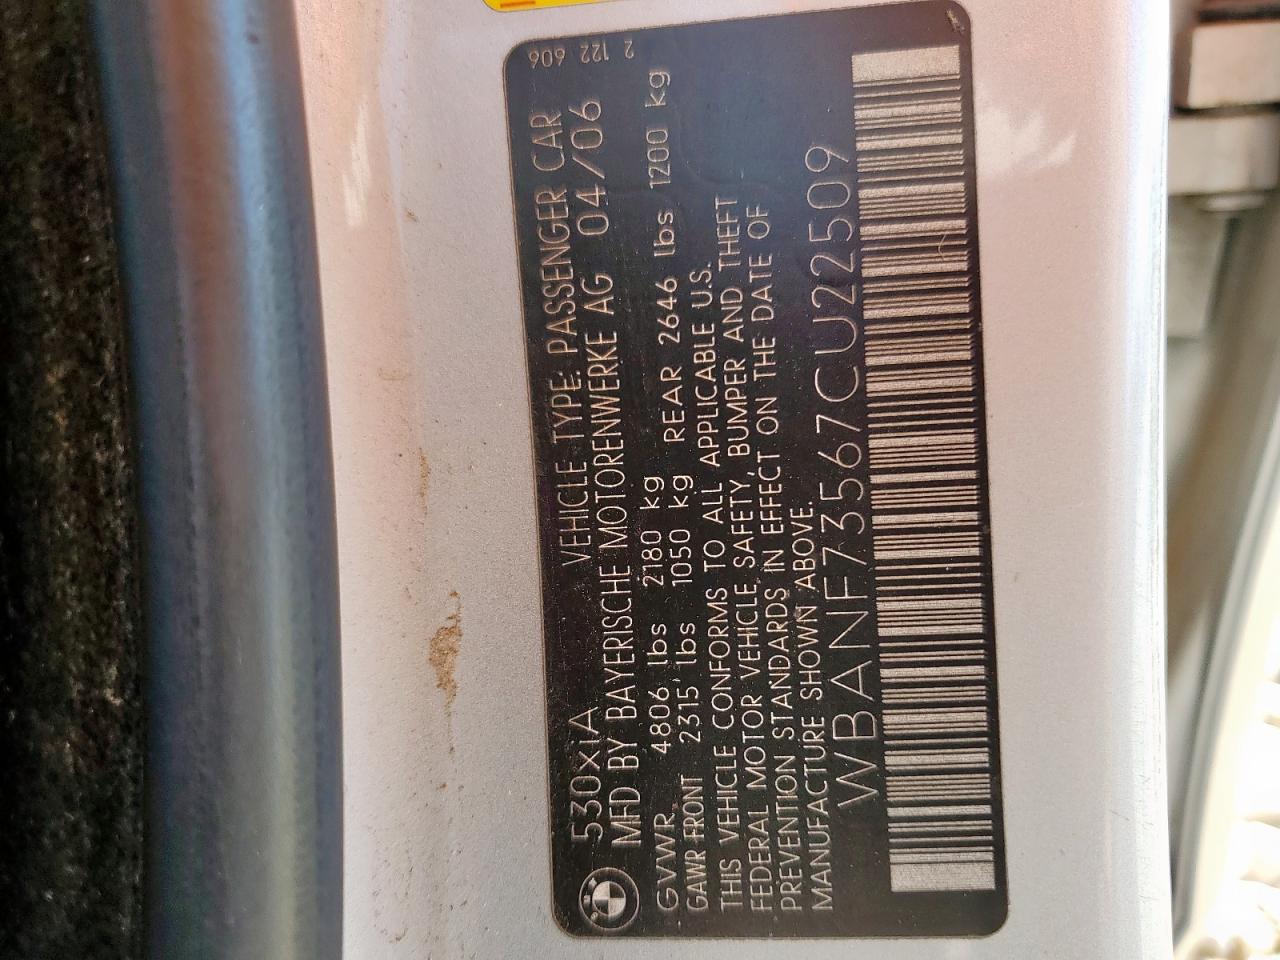 2 122 606
530xiA VEHICLE TYPE: PASSENGER CAR
MFD BY BAYERISCHE MOTORENWERKE AG 04/06
GVWR 4806 lbs 2180 kg
GAWR FRONT 2315 lbs 1050 kg REAR 2646 lbs 1200 kg
THIS VEHICLE CONFORMS TO ALL APPLICABLE U.S.
FEDERAL MOTOR VEHICLE SAFETY, BUMPER AND THEFT
PREVENTION STANDARDS IN EFFECT ON THE DATE OF
MANUFACTURE SHOWN ABOVE.
WBANF73567CU22509